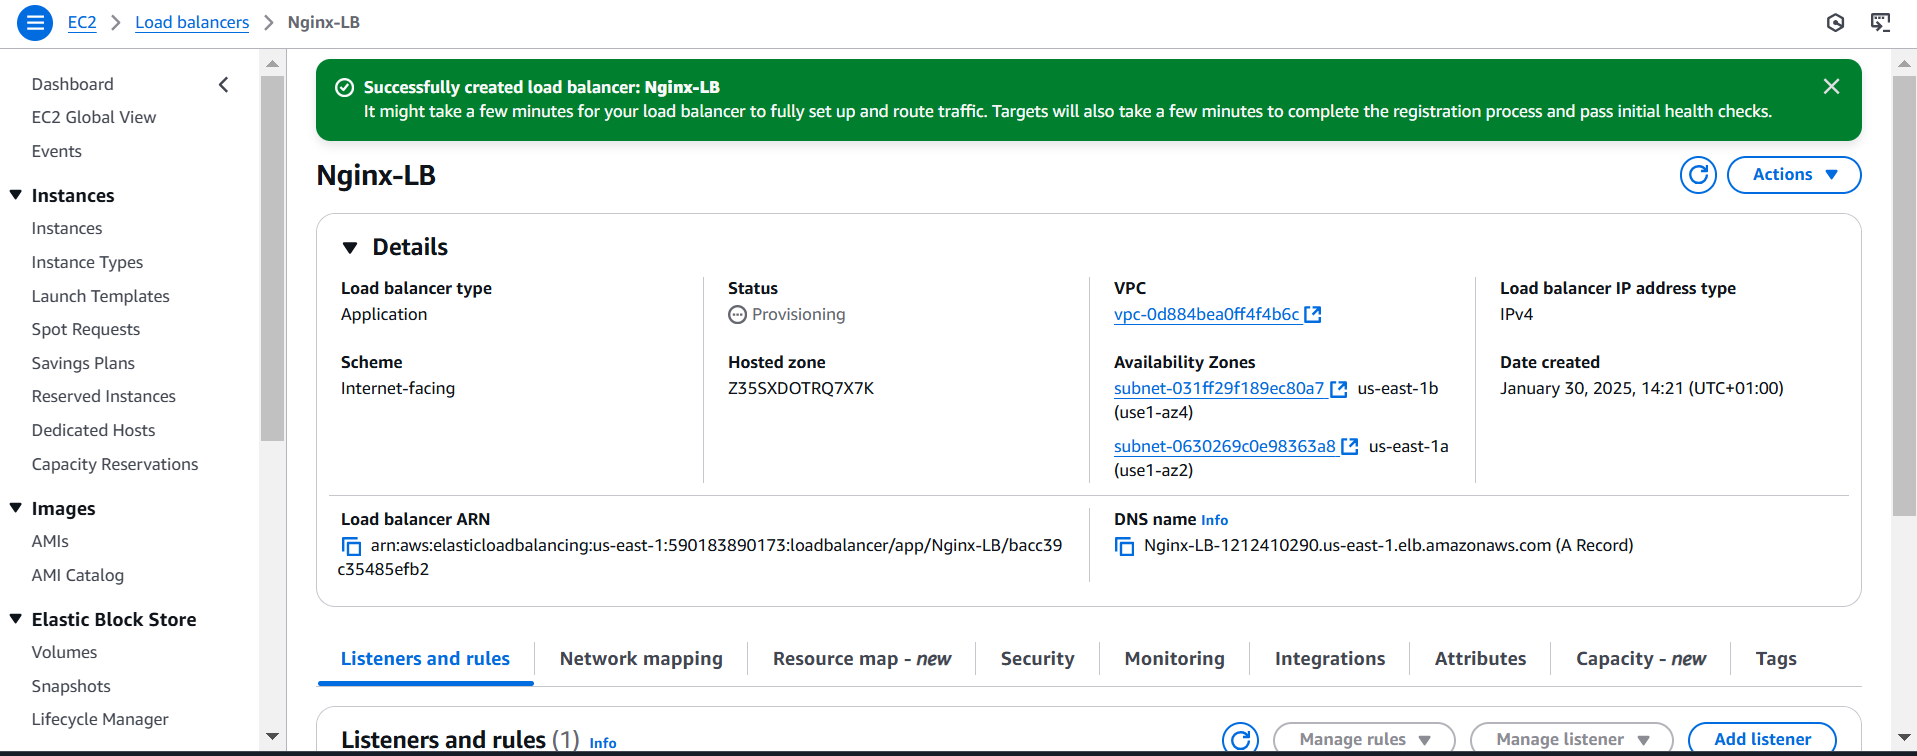 EC2 > Load balancers > Nginx-LB
Dashboard
EC2 Global View
Events
Instances
Instances
Instance Types
Launch Templates
Spot Requests
Savings Plans
Reserved Instances
Dedicated Hosts
Capacity Reservations
Images
AMIs
AMI Catalog
Elastic Block Store
Volumes
Snapshots
Lifecycle Manager
Successfully created load balancer: Nginx-LB
It might take a few minutes for your load balancer to fully set up and route traffic. Targets will also take a few minutes to complete the registration process and pass initial health checks.
Nginx-LB
Actions
Details
Load balancer type
Application
Status
Provisioning
VPC
vpc-0d884bea0ff4f4b6c
Load balancer IP address type
IPv4
Scheme
Internet-facing
Hosted zone
Z35SXDOTRQ7X7K
Availability Zones
subnet-031ff29f189ec80a7 us-east-1b
(use1-az4)
subnet-0630269c0e98363a8 us-east-1a
(use1-az2)
Date created
January 30, 2025, 14:21 (UTC+01:00)
Load balancer ARN
arn:aws:elasticloadbalancing:us-east-1:590183890173:loadbalancer/app/Nginx-LB/bacc39
c35485efb2
DNS name Info
Nginx-LB-1212410290.us-east-1.elb.amazonaws.com (A Record)
Listeners and rules
Network mapping
Resource map - new
Security
Monitoring
Integrations
Attributes
Capacity - new
Tags
Listeners and rules (1) Info
Manage rules
Manage listener
Add listener